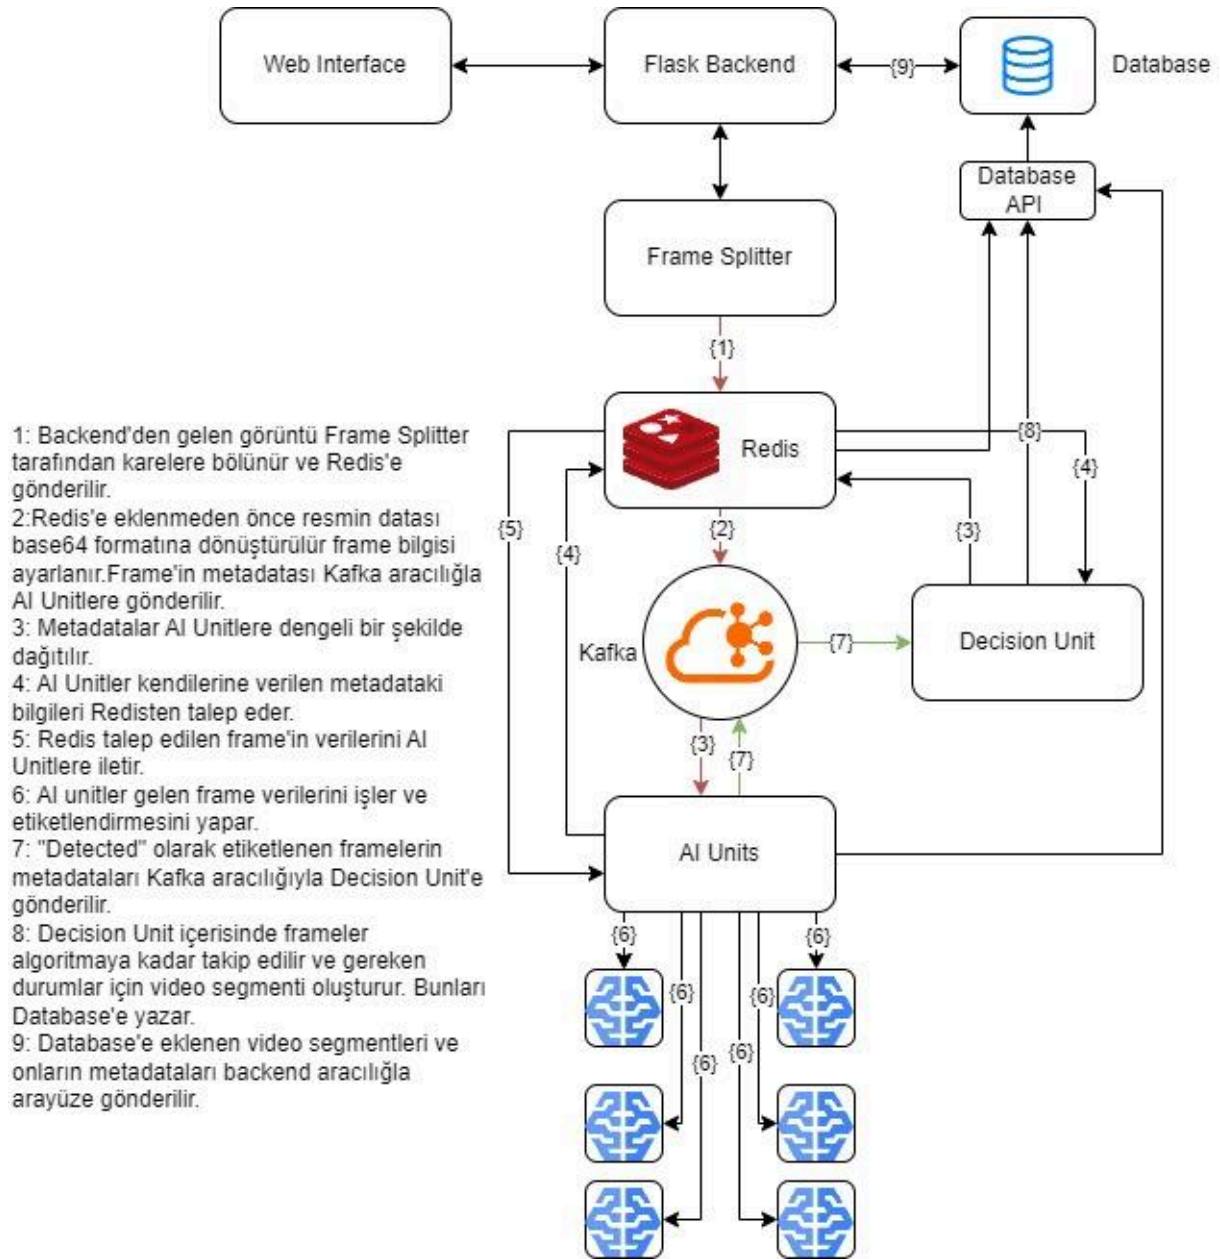 Web Interface
Flask Backend
{9}
Database
Database
API
Frame Splitter
{1}
Redis
{8}
{4}
{5}
{4}
{2}
{3}
Kafka
{7}
Decision Unit
{3}
{7}
AI Units
{6}
{6}
{6}
{6}
{6}
{6}
1: Backend'den gelen görüntü Frame Splitter
tarafından karelere bölünür ve Redis'e
gönderilir.
2:Redis'e eklenmeden önce resmin datası
base64 formatına dönüştürülür frame bilgisi
ayarlanır.Frame'in metadatası Kafka aracılığla
AI Unitlere gönderilir.
3: Metadatalar AI Unitlere dengeli bir şekilde
dağıtılır.
4: AI Unitler kendilerine verilen metadataki
bilgileri Redisten talep eder.
5: Redis talep edilen frame'in verilerini AI
Unitlere iletir.
6: AI unitler gelen frame verilerini işler ve
etiketlendirmesini yapar.
7: "Detected" olarak etiketlenen framelerin
metadataları Kafka aracılığıyla Decision Unit'e
gönderilir.
8: Decision Unit içerisinde frameler
algoritmaya kadar takip edilir ve gereken
durumlar için video segmenti oluşturur. Bunları
Database'e yazar.
9: Database'e eklenen video segmentleri ve
onların metadataları backend aracılığla
arayüze gönderilir.